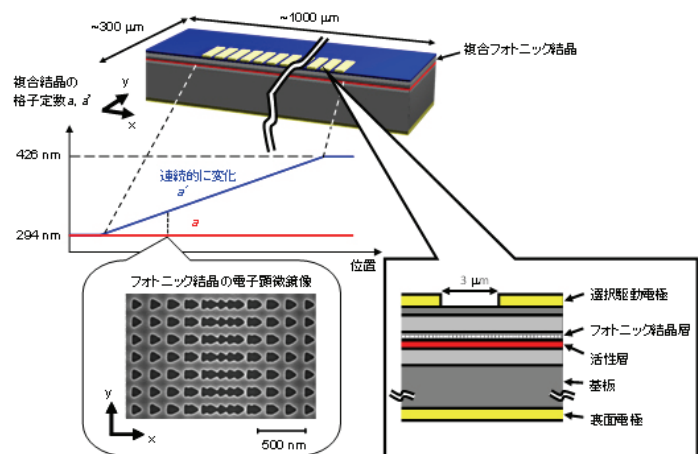 ~300 μm
~1000 μm
複合フォトニック結晶
y
x
複合結晶の
格子定数 a, a'
426 nm
連続的に変化
a'
a
294 nm
位置
フォトニック結晶の電子顕微鏡像
y
x
500 nm
3 μm
選択駆動電極
フォトニック結晶層
活性層
基板
裏面電極